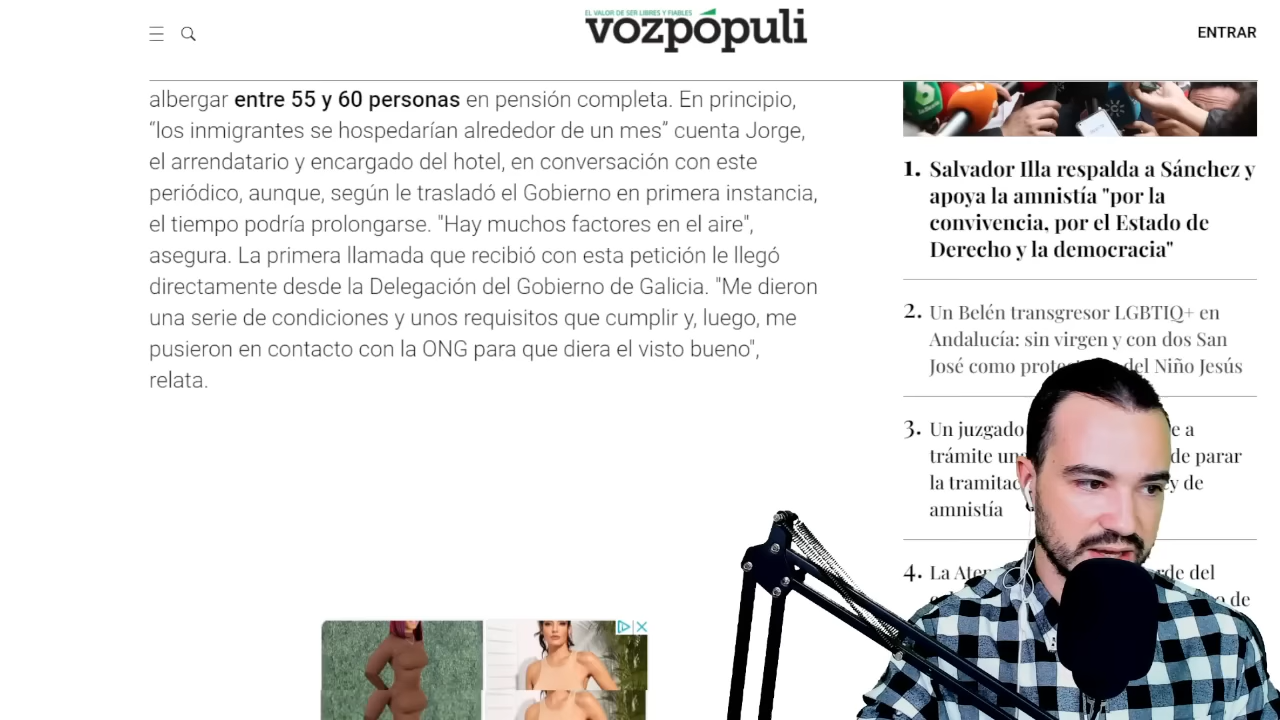 EL VALOR DE SER LIBRES Y FIABLES
vozpópuli
ENTRAR
albergar entre 55 y 60 personas en pensión completa. En principio,
“los inmigrantes se hospedarían alrededor de un mes” cuenta Jorge,
el arrendatario y encargado del hotel, en conversación con este
periódico, aunque, según le trasladó el Gobierno en primera instancia,
el tiempo podría prolongarse. "Hay muchos factores en el aire",
asegura. La primera llamada que recibió con esta petición le llegó
directamente desde la Delegación del Gobierno de Galicia. "Me dieron
una serie de condiciones y unos requisitos que cumplir y, luego, me
pusieron en contacto con la ONG para que diera el visto bueno",
relata.
1. Salvador Illa respalda a Sánchez y
apoya la amnistía "por la
convivencia, por el Estado de
Derecho y la democracia"
2. Un Belén transgresor LGBTIQ+ en
Andalucía: sin virgen y con dos San
José como del Niño Jesús
3. Un juzgado a
trámite de parar
la de
amnistía
4. La del
de